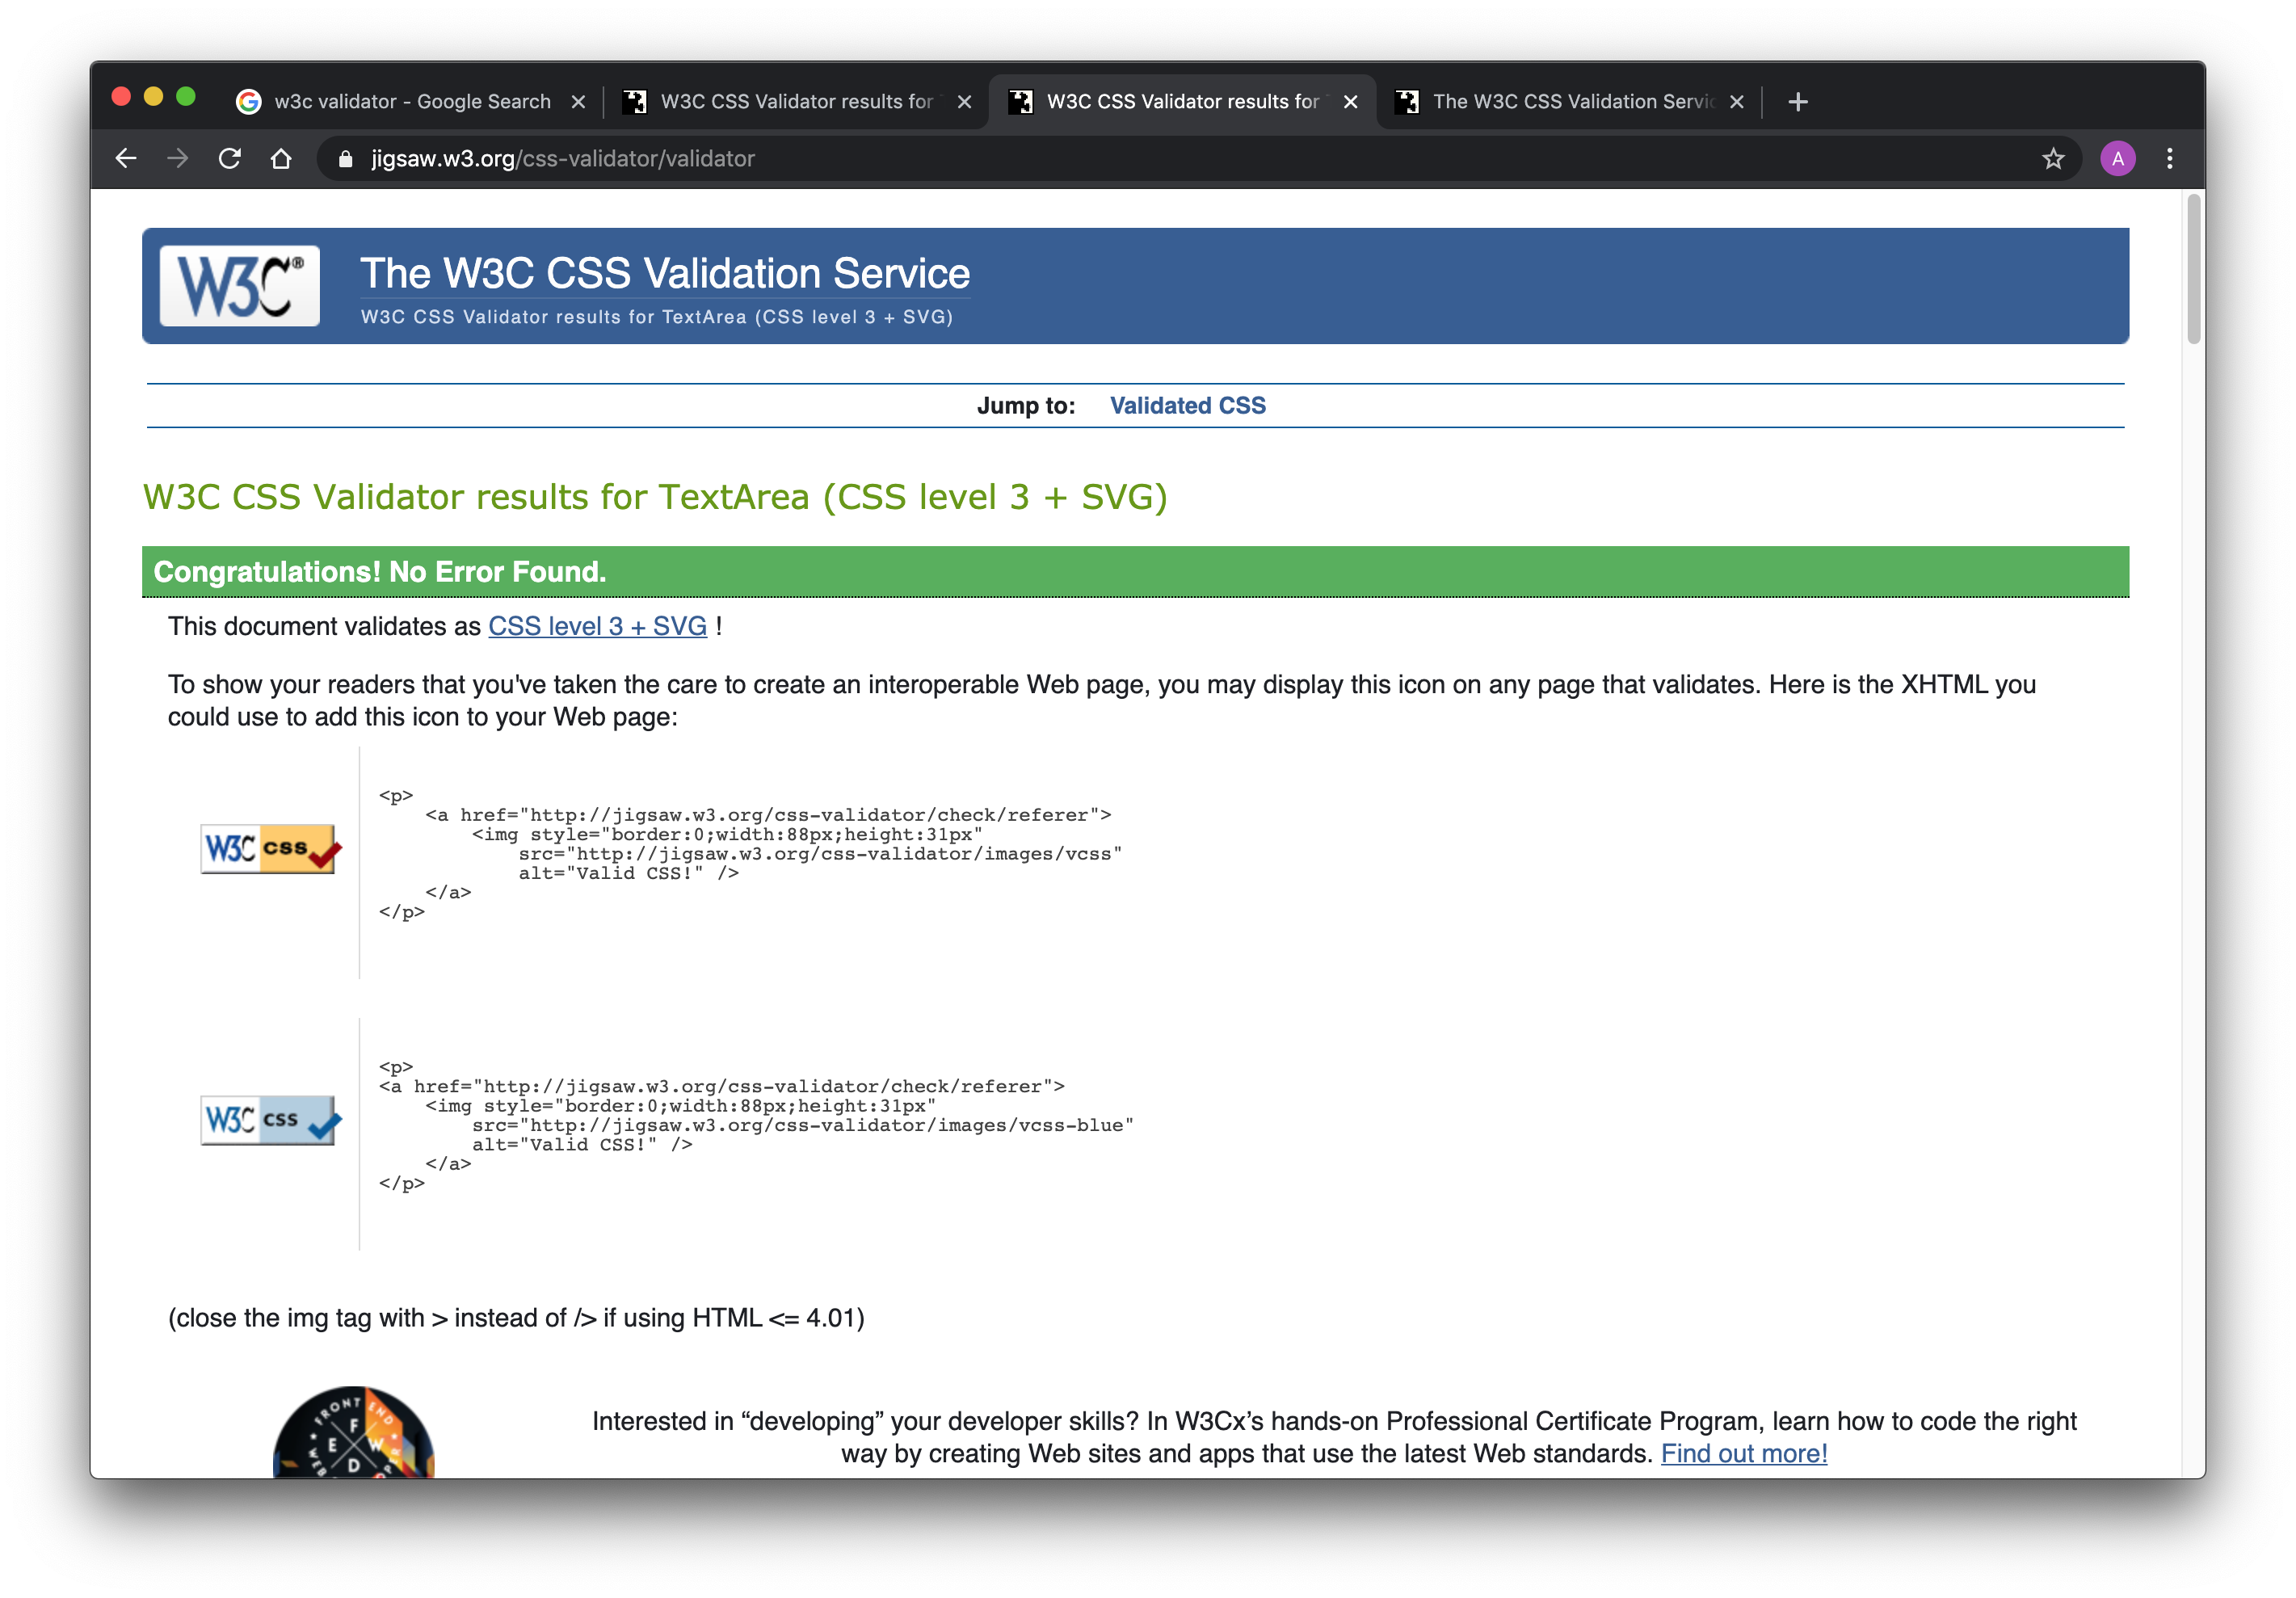 w3c validator - Google Search
W3C CSS Validator results for
W3C CSS Validator results for
The W3C CSS Validation Servic
jigsaw.w3.org/css-validator/validator
A
W3C®
The W3C CSS Validation Service
W3C CSS Validator results for TextArea (CSS level 3 + SVG)
Jump to: Validated CSS
W3C CSS Validator results for TextArea (CSS level 3 + SVG)
Congratulations! No Error Found.
This document validates as CSS level 3 + SVG !
To show your readers that you've taken the care to create an interoperable Web page, you may display this icon on any page that validates. Here is the XHTML you
could use to add this icon to your Web page:
W3C css
<p>
<a href="http://jigsaw.w3.org/css-validator/check/referer">
<img style="border:0;width:88px;height:31px"
src="http://jigsaw.w3.org/css-validator/images/vcss"
alt="Valid CSS!" />
</a>
</p>
W3C css
<p>
<a href="http://jigsaw.w3.org/css-validator/check/referer">
<img style="border:0;width:88px;height:31px"
src="http://jigsaw.w3.org/css-validator/images/vcss-blue"
alt="Valid CSS!" />
</a>
</p>
(close the img tag with > instead of /> if using HTML <= 4.01)
FRONT END
F
E W
D
WEB
Interested in “developing” your developer skills? In W3Cx’s hands-on Professional Certificate Program, learn how to code the right
way by creating Web sites and apps that use the latest Web standards. Find out more!